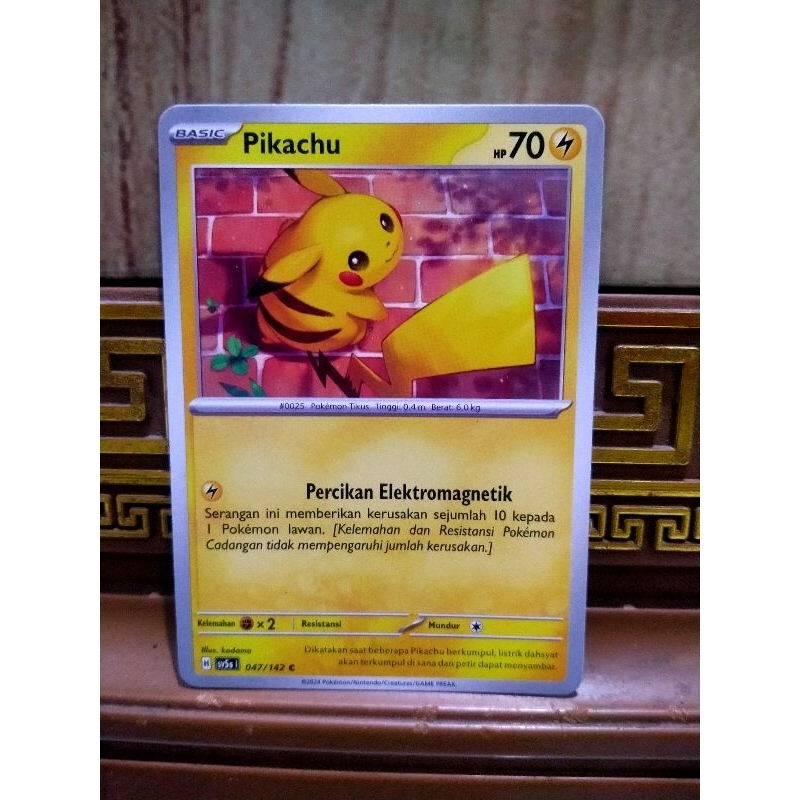 BASIC Pikachu HP 70
#0025 Pokémon Tikus Tinggi: 0.4 m Berat: 6.0 kg
Percikan Elektromagnetik
Serangan ini memberikan kerusakan sejumlah 10 kepada
1 Pokémon lawan. [Kelemahan dan Resistansi Pokémon
Cadangan tidak mempengaruhi jumlah kerusakan.]
Kelemahan ×2 Resistansi Mundur
Illus. kodama
Dikatakan saat beberapa Pikachu berkumpul, listrik dahsyat
akan terkumpul di sana dan petir dapat menyambar.
H 047/142 C
©2024 Pokémon/Nintendo/Creatures/GAME FREAK.